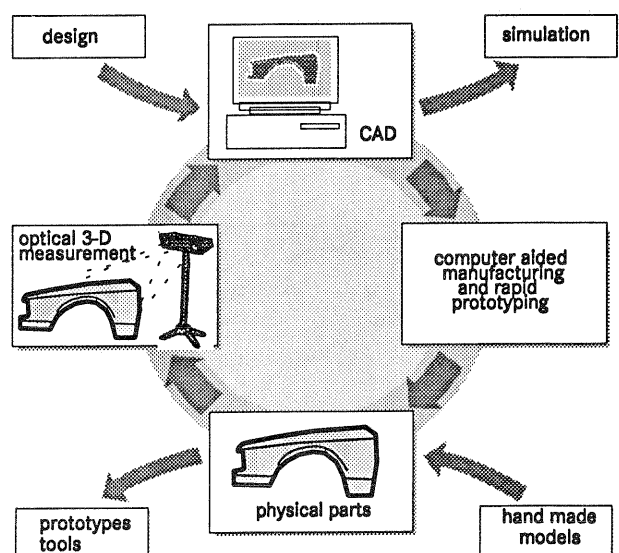 design
simulation
CAD
optical 3-D
measurement
computer aided
manufacturing
and rapid
prototyping
physical parts
prototypes
tools
hand made
models